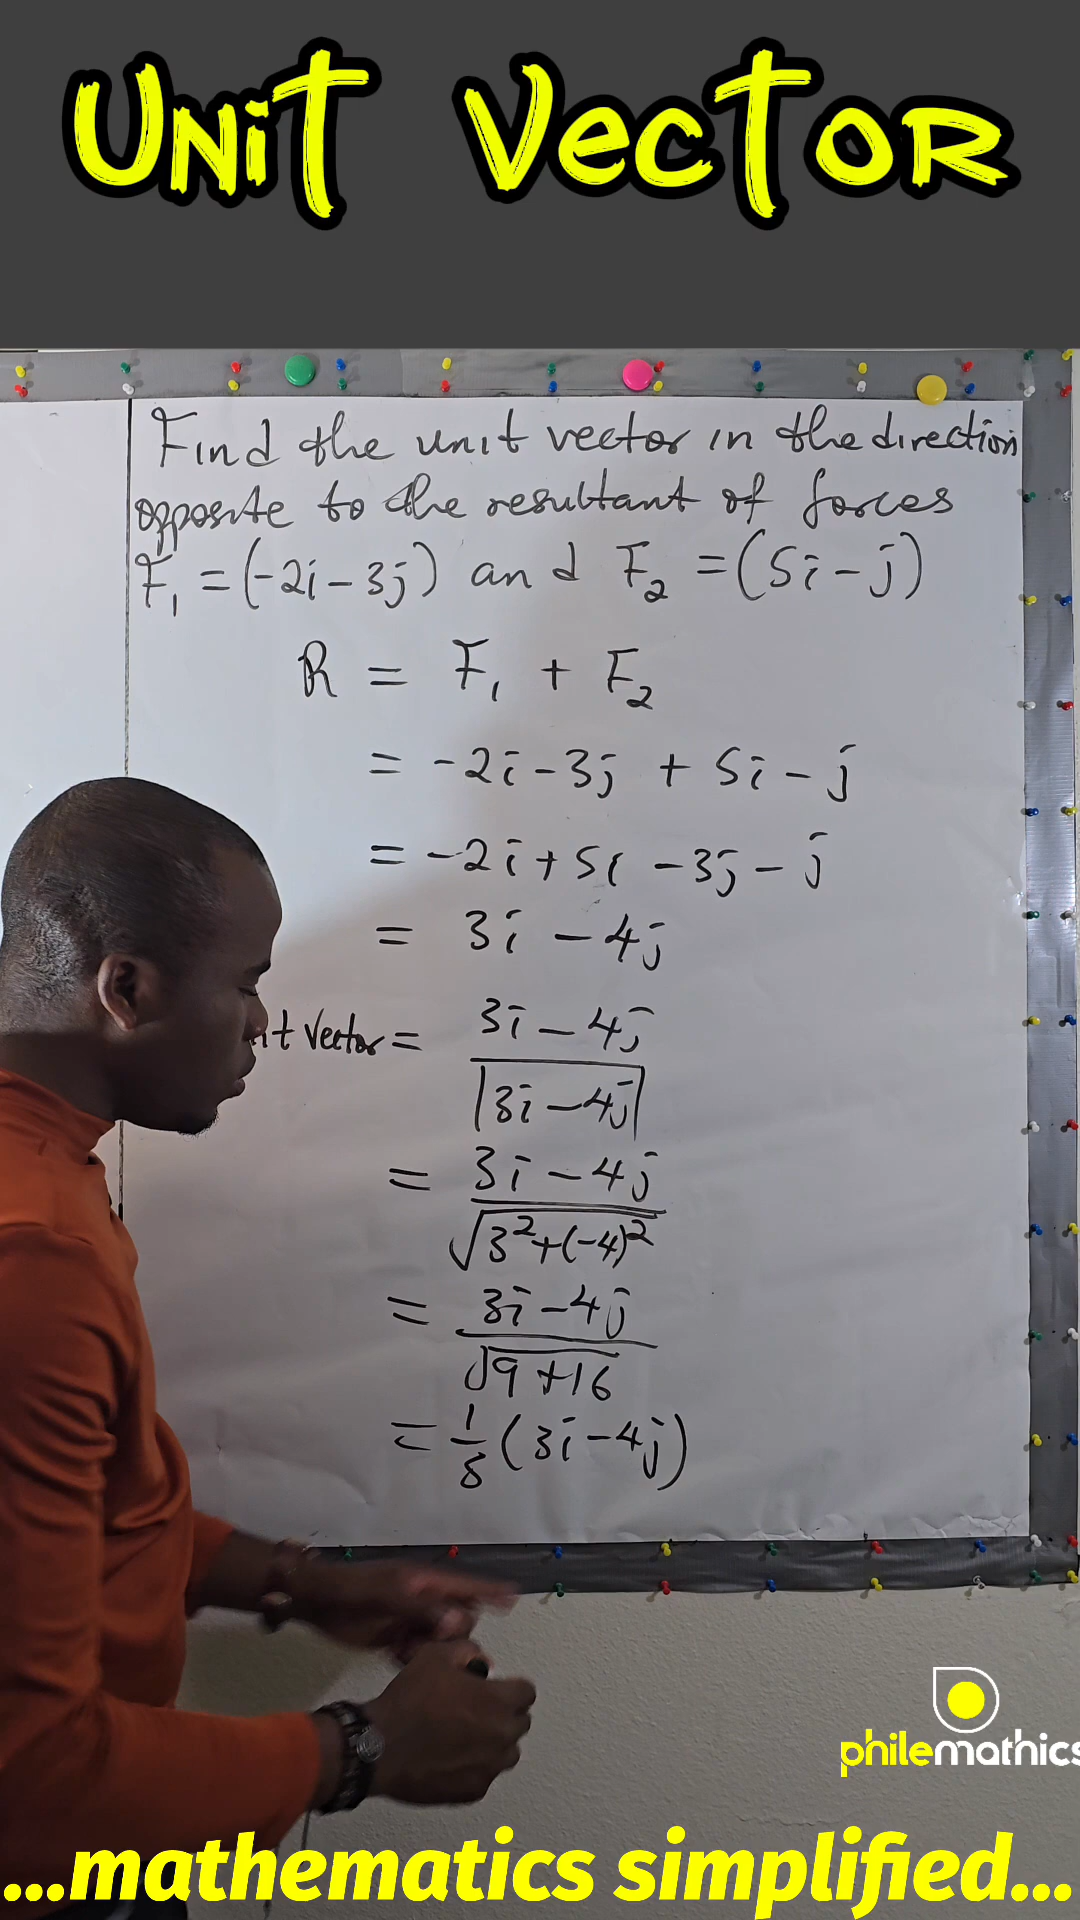 UNiT VecToR
Find the unit vector in the direction
opposite to the resultant of forces
F₁ = (-2i - 3j) and F₂ = (5i - j)
R = F₁ + F₂
= -2i - 3j + 5i - j
= -2i + 5i - 3j - j
= 3i - 4j
Vector = 3i - 4j
|3i - 4j|
= 3i - 4j
√3² + (-4)²
= 3i - 4j
√9 + 16
= 1/5 (3i - 4j)
philemathics
...mathematics simplified...